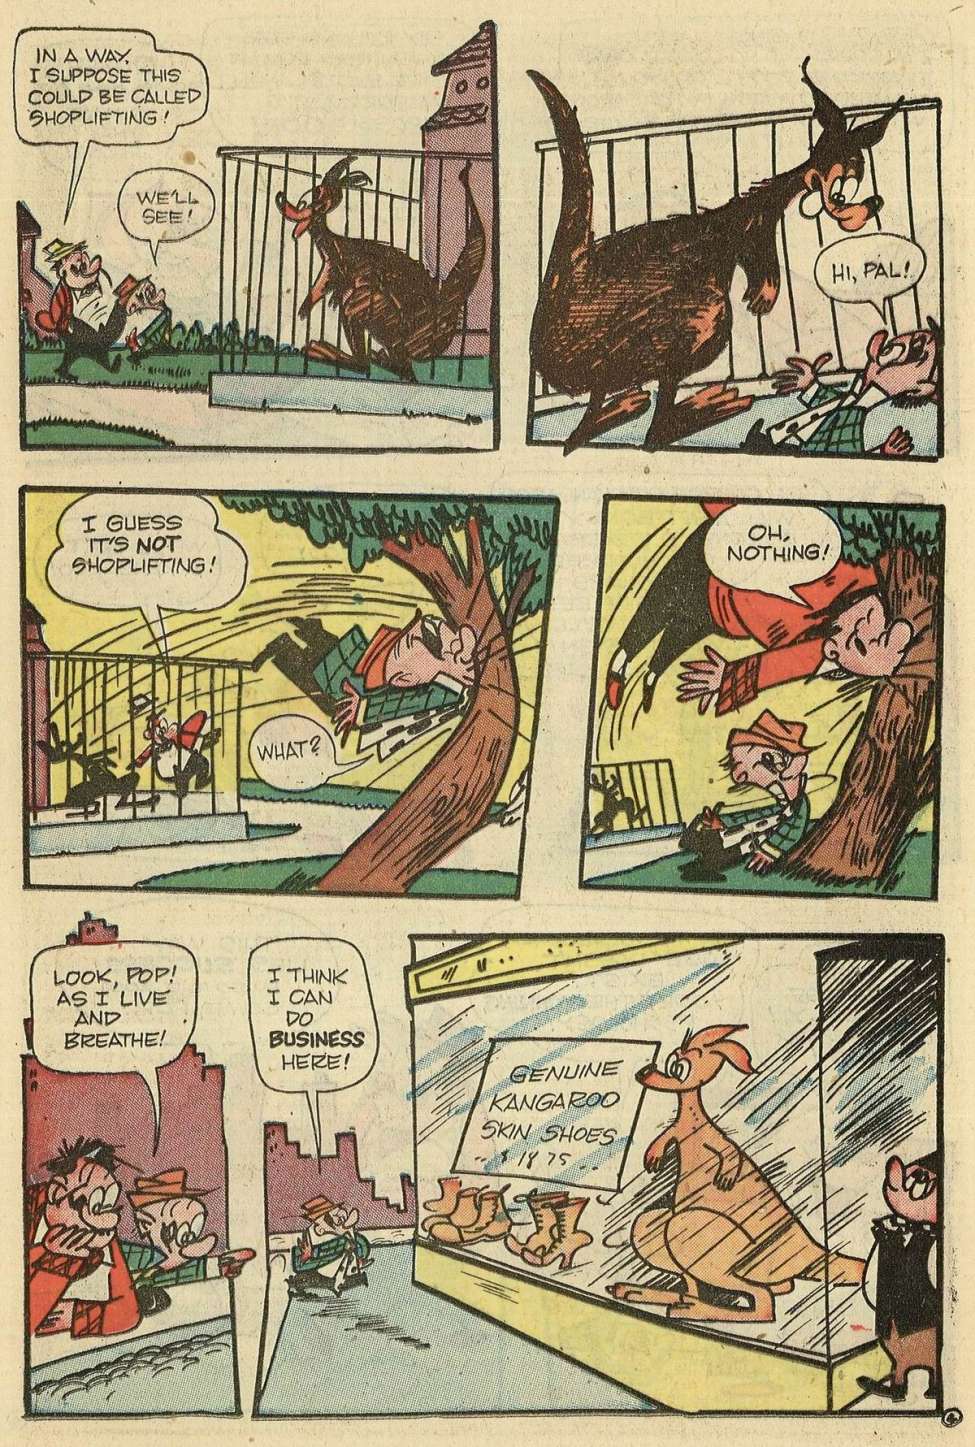 IN A WAY,
I SUPPOSE THIS
COULD BE CALLED
SHOPLIFTING!
WE'LL
SEE!
HI, PAL!
I GUESS
IT'S NOT
SHOPLIFTING!
WHAT?
OH,
NOTHING!
LOOK, POP!
AS I LIVE
AND
BREATHE!
I THINK
I CAN
DO
BUSINESS
HERE!
GENUINE
KANGAROO
SKIN SHOES
.. $18.75 ..
4